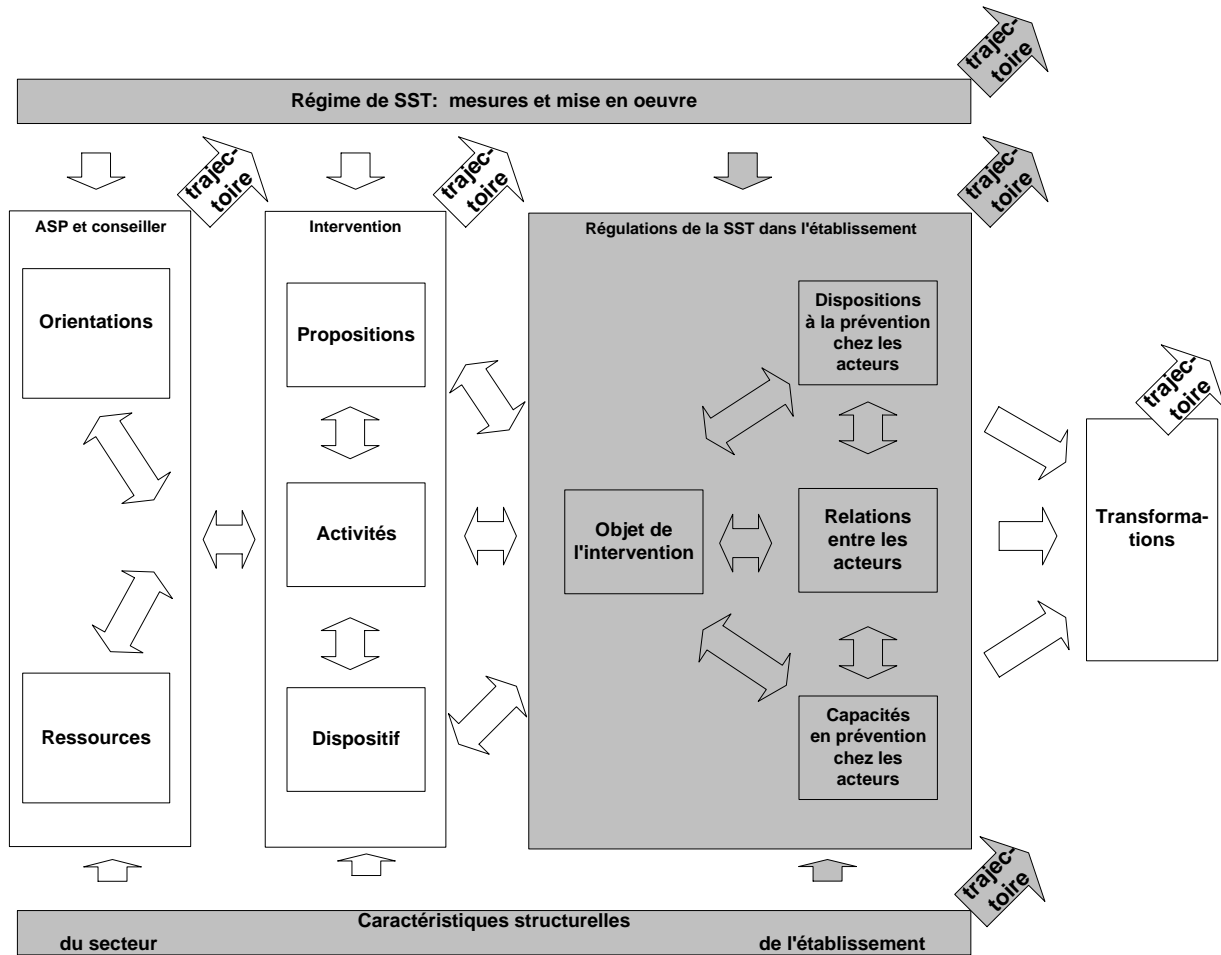 trajec-
toire
Régime de SST: mesures et mise en oeuvre
trajec-
toire
trajec-
toire
trajec-
toire
ASP et conseiller
Orientations
Ressources
Intervention
Propositions
Activités
Dispositif
Régulations de la SST dans l'établissement
Objet de
l'intervention
Dispositions
à la prévention
chez les
acteurs
Relations
entre les
acteurs
Capacités
en prévention
chez les
acteurs
trajec-
toire
Transforma-
tions
trajec-
toire
Caractéristiques structurelles
du secteur
de l'établissement